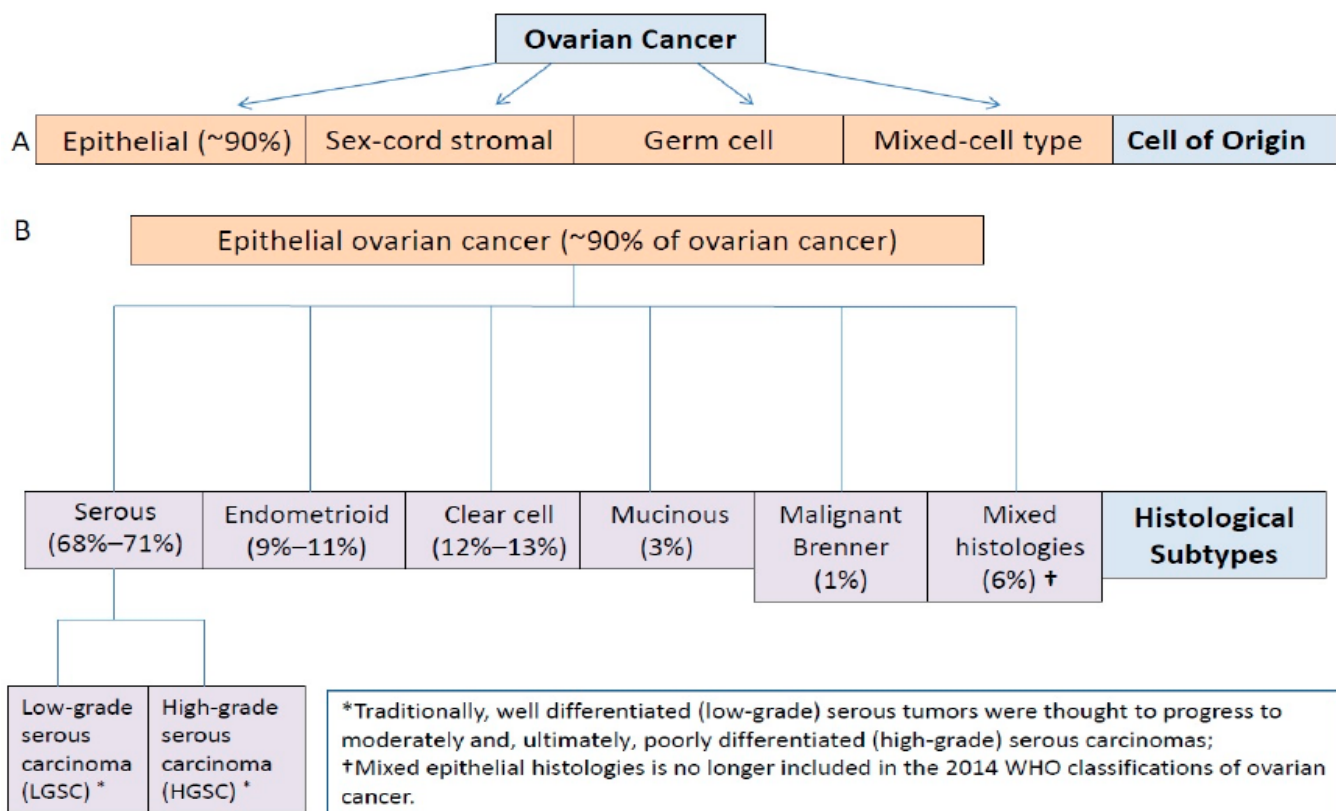 Ovarian Cancer
A
Epithelial (~90%)
Sex-cord stromal
Germ cell
Mixed-cell type
Cell of Origin
B
Epithelial ovarian cancer (~90% of ovarian cancer)
Serous
(68%–71%)
Endometrioid
(9%–11%)
Clear cell
(12%–13%)
Mucinous
(3%)
Malignant
Brenner
(1%)
Mixed
histologies
(6%) ✝
Histological
Subtypes
Low-grade
serous
carcinoma
(LGSC) *
High-grade
serous
carcinoma
(HGSC) *
*Traditionally, well differentiated (low-grade) serous tumors were thought to progress to
moderately and, ultimately, poorly differentiated (high-grade) serous carcinomas;
✝Mixed epithelial histologies is no longer included in the 2014 WHO classifications of ovarian
cancer.